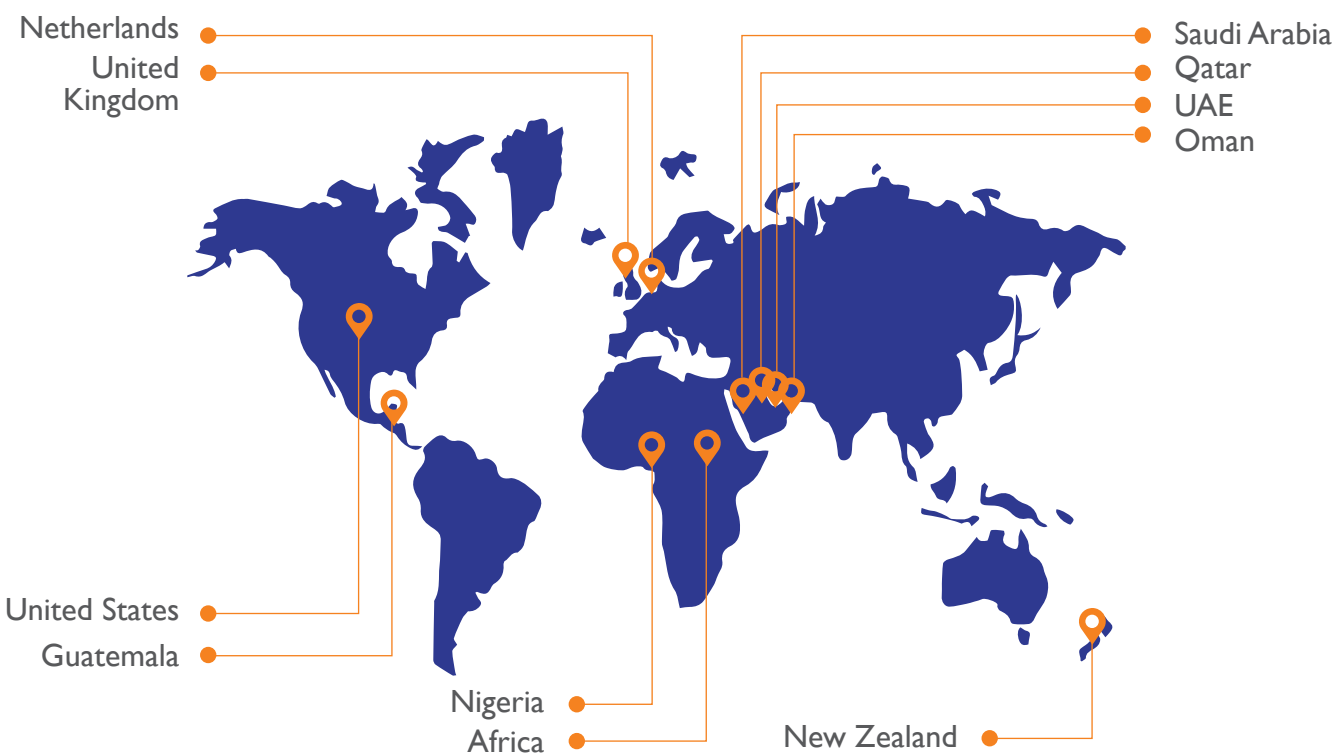 Netherlands
United
Kingdom
Saudi Arabia
Qatar
UAE
Oman
United States
Guatemala
Nigeria
Africa
New Zealand